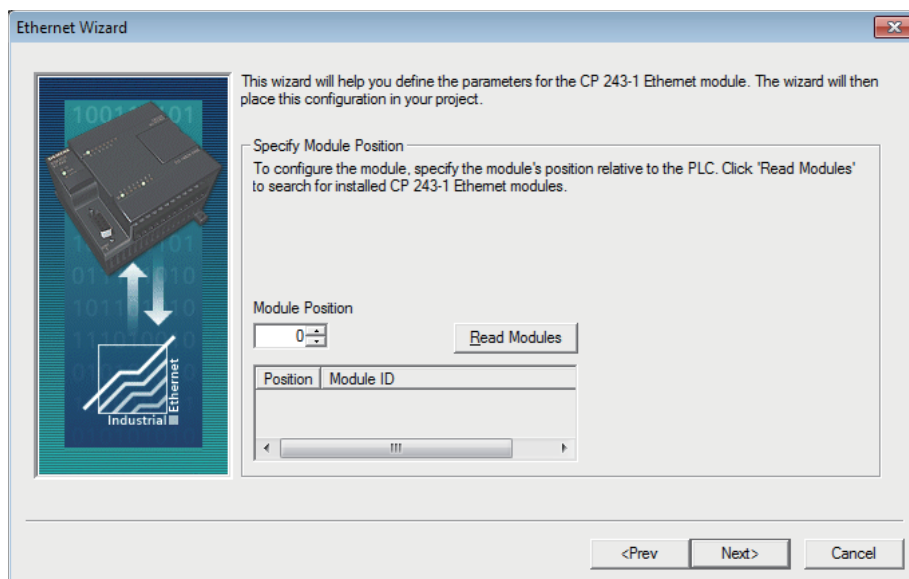 Ethernet Wizard
This wizard will help you define the parameters for the CP 243-1 Ethernet module. The wizard will then
place this configuration in your project.
Specify Module Position
To configure the module, specify the module's position relative to the PLC. Click 'Read Modules'
to search for installed CP 243-1 Ethernet modules.
Module Position
0
Read Modules
Position
Module ID
Industrial
Ethernet
<Prev
Next>
Cancel